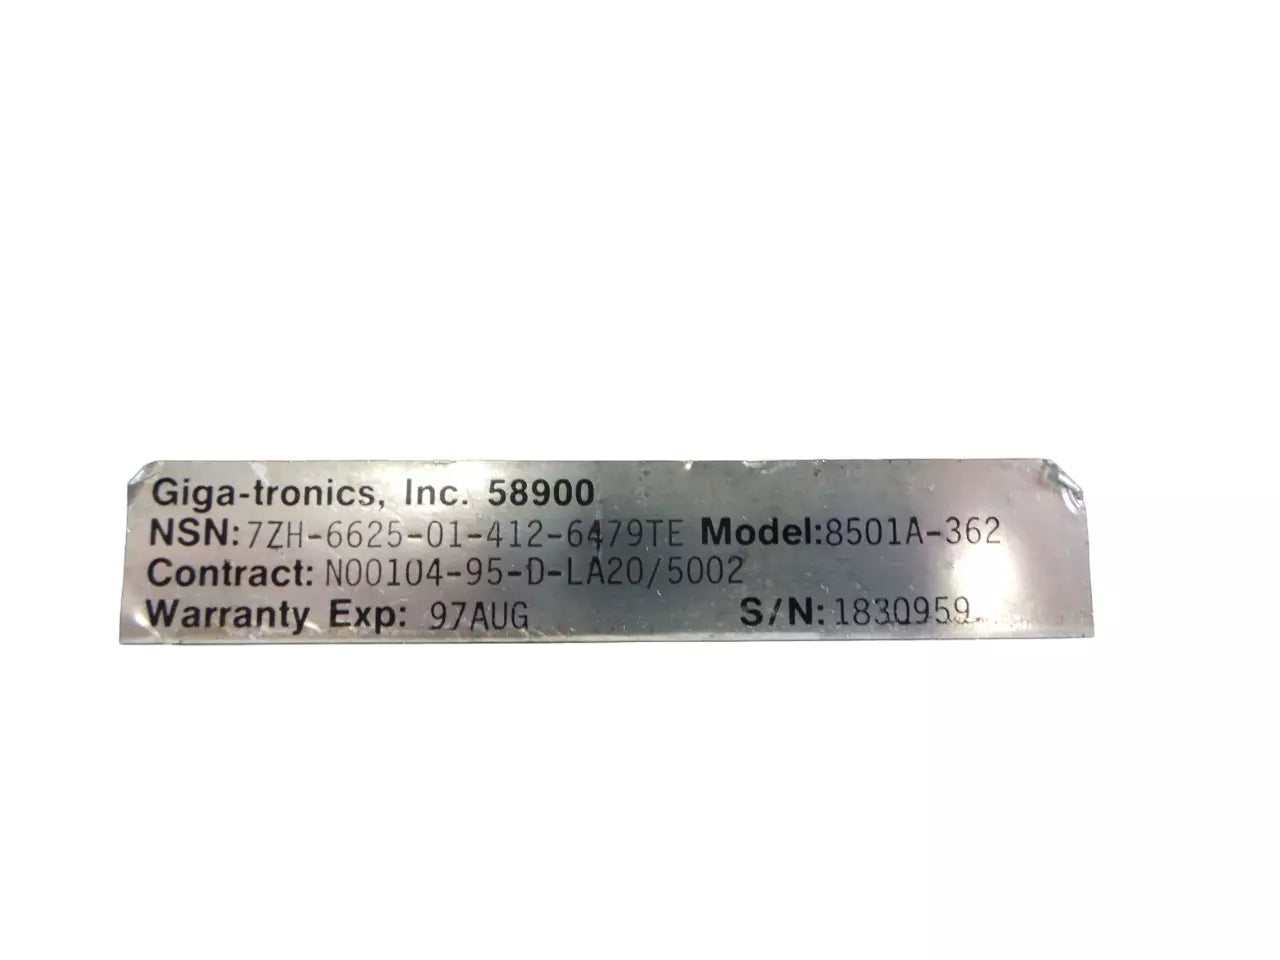 Giga-tronics, Inc. 58900
NSN: 7ZH-6625-01-412-6479TE Model: 8501A-362
Contract: N00104-95-D-LA20/5002
Warranty Exp: 97AUG S/N: 1830959